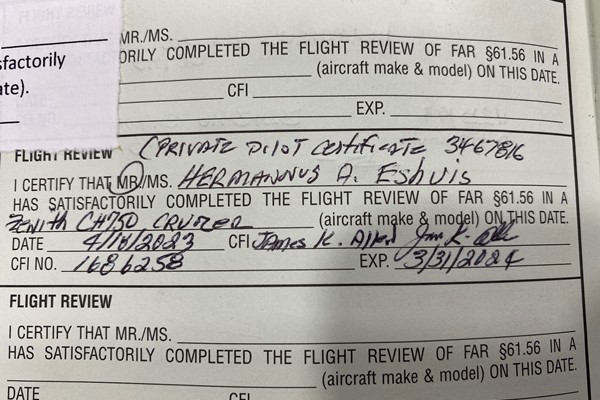 sfactorily
ate).
MR./MS.
ORILY COMPLETED THE FLIGHT REVIEW OF FAR §61.56 IN A
(aircraft make & model) ON THIS DATE.
CFI
EXP.
FLIGHT REVIEW (PRIVATE PILOT CERTIFICATE 3467816
I CERTIFY THAT MR./MS. HERMANNUS A. Eshuis
HAS SATISFACTORILY COMPLETED THE FLIGHT REVIEW OF FAR §61.56 IN A
ZENITH CH750 CRUZER (aircraft make & model) ON THIS DATE.
DATE 4/18/2023 CFI James K. Allen
CFI NO. 1686258 EXP. 3/31/2024
FLIGHT REVIEW
I CERTIFY THAT MR./MS.
HAS SATISFACTORILY COMPLETED THE FLIGHT REVIEW OF FAR §61.56 IN A
(aircraft make & model) ON THIS DATE.
DATE CFI